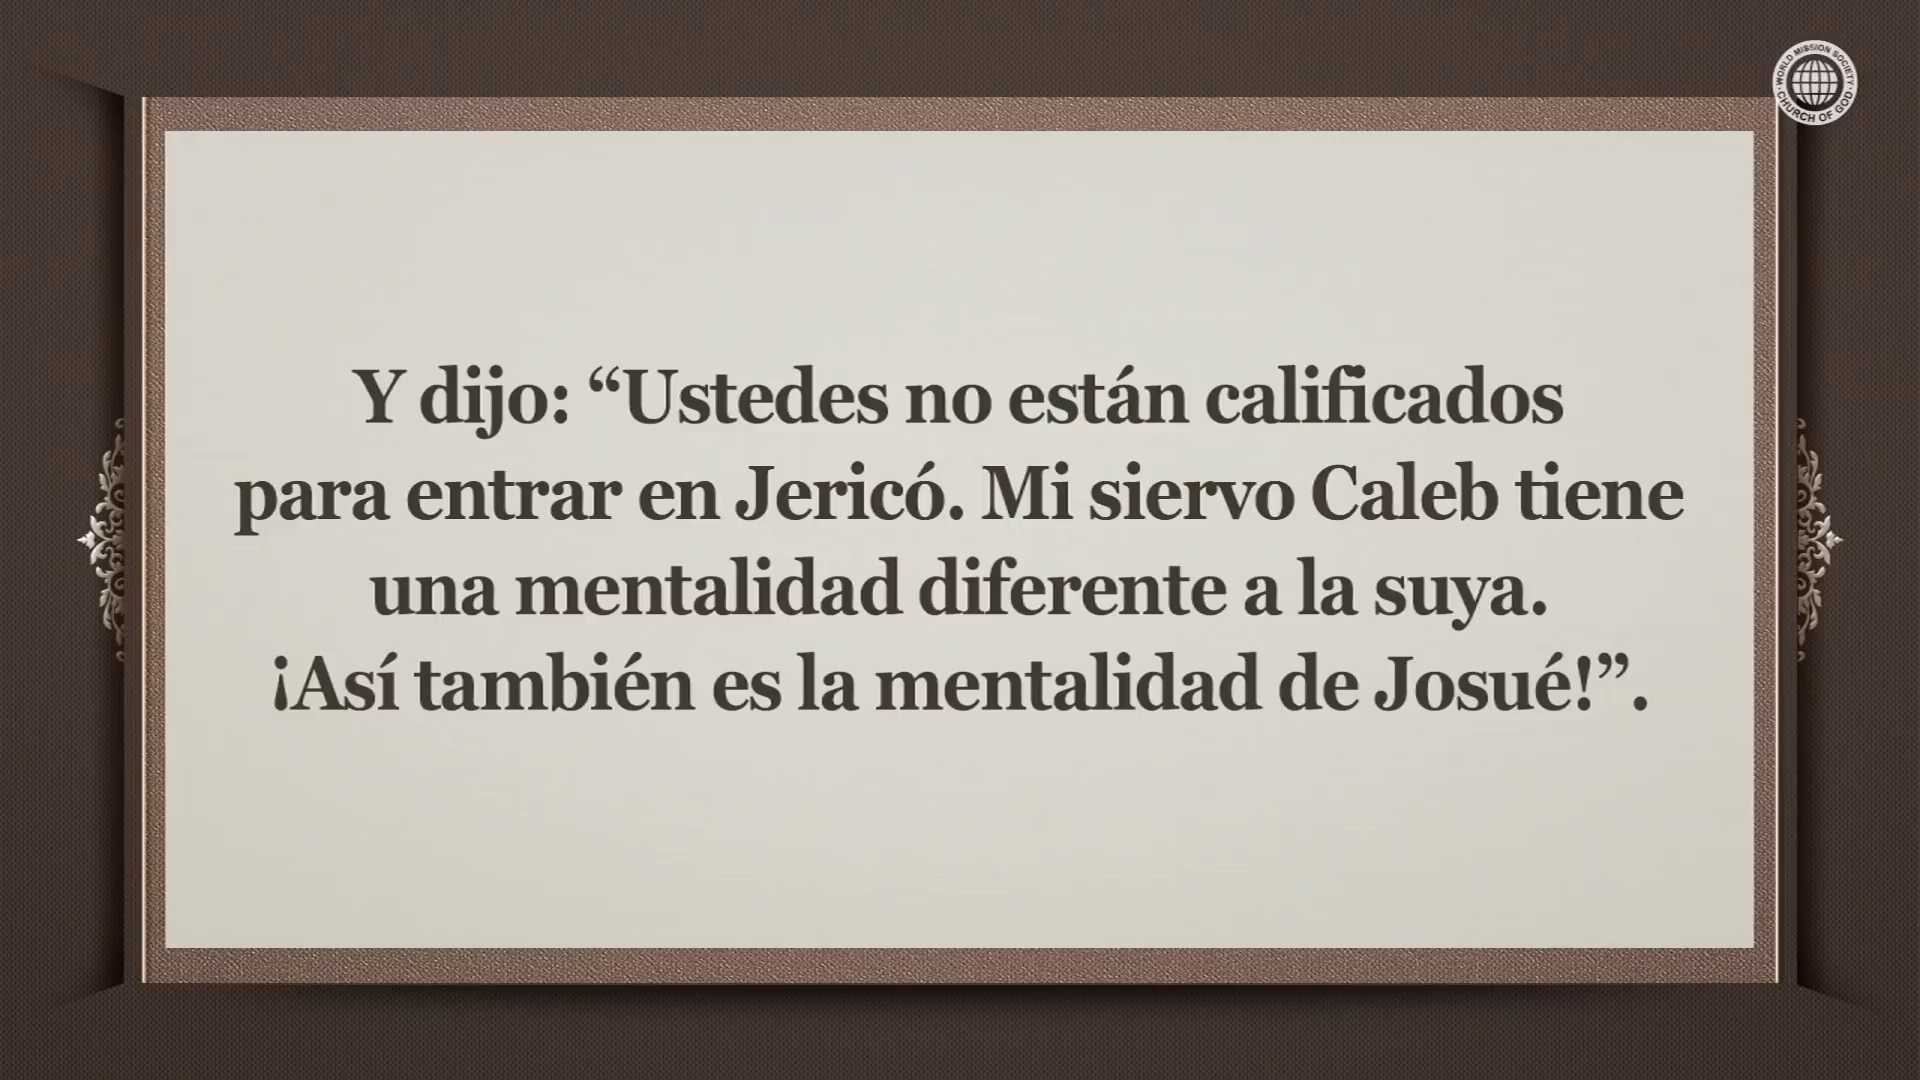 WORLD MISSION SOCIETY
CHURCH OF GOD
Y dijo: “Ustedes no están calificados
para entrar en Jericó. Mi siervo Caleb tiene
una mentalidad diferente a la suya.
¡Así también es la mentalidad de Josué!”.